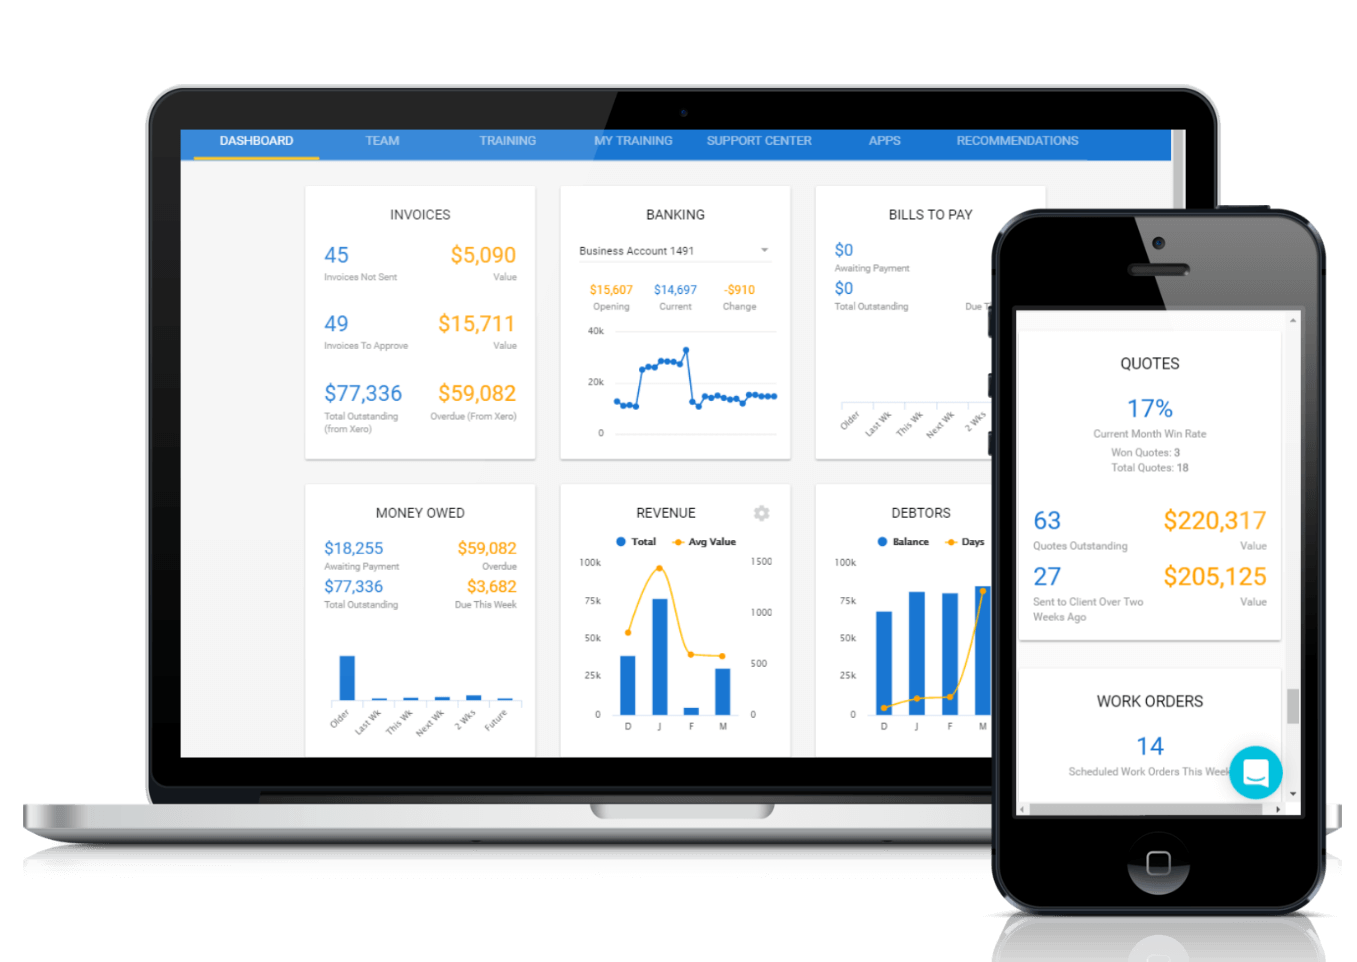 DASHBOARD TEAM TRAINING MY TRAINING SUPPORT CENTER APPS RECOMMENDATIONS
INVOICES
45 $5,090
Invoices Not Sent Value
49 $15,711
Invoices To Approve Value
$77,336 $59,082
Total Outstanding Overdue (From Xero)
(from Xero)
BANKING
Business Account 1491
$15,607 $14,697 -$910
Opening Current Change
40k
20k
0
BILLS TO PAY
$0
Awaiting Payment
$0
Total Outstanding Due T
Older Last Wk This Wk Next Wk 2 Wks
MONEY OWED
$18,255 $59,082
Awaiting Payment Overdue
$77,336 $3,682
Total Outstanding Due This Week
Older Last Wk This Wk Next Wk 2 Wks Future
REVENUE
Total Avg Value
100k 1500
75k 1000
50k
25k 500
0 0
D J F M
DEBTORS
Balance Days
100k
75k
50k
25k
0
D J F M
QUOTES
17%
Current Month Win Rate
Won Quotes: 3
Total Quotes: 18
63 $220,317
Quotes Outstanding Value
27 $205,125
Sent to Client Over Two Value
Weeks Ago
WORK ORDERS
14
Scheduled Work Orders This Week